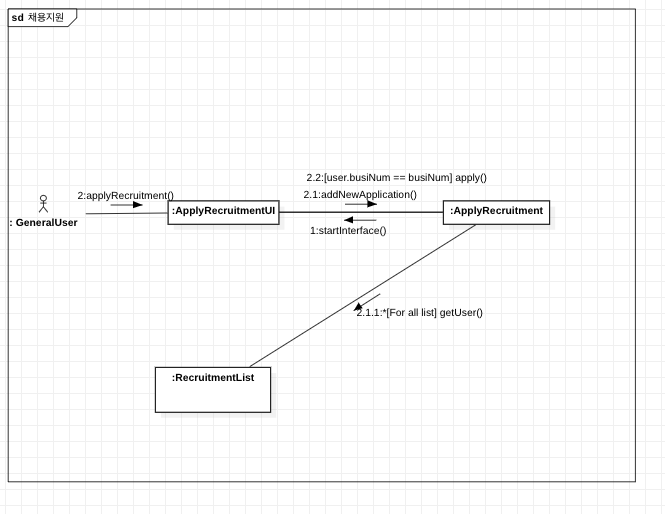 sd 채용지원
2.2:[user.busiNum == busiNum] apply()
2:applyRecruitment()
2.1:addNewApplication()
:ApplyRecruitmentUI
:ApplyRecruitment
: GeneralUser
1:startInterface()
2.1.1:*[For all list] getUser()
:RecruitmentList